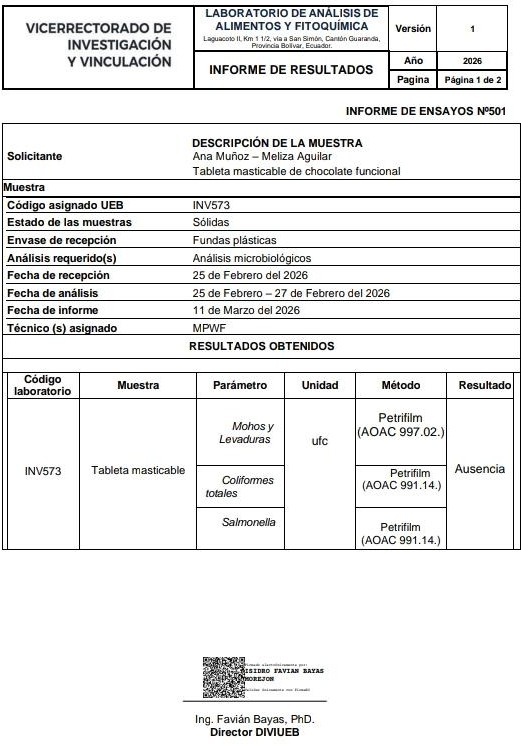 VICERRECTORADO DE
INVESTIGACIÓN
Y VINCULACIÓN
LABORATORIO DE ANÁLISIS DE
ALIMENTOS Y FITOQUÍMICA
Laguacoto II, Km 1 1/2, vía a San Simón, Cantón Guaranda,
Provincia Bolívar, Ecuador.
INFORME DE RESULTADOS
Versión 1
Año 2026
Pagina Página 1 de 2
INFORME DE ENSAYOS Nº501
DESCRIPCIÓN DE LA MUESTRA
Solicitante Ana Muñoz – Meliza Aguilar
Tableta masticable de chocolate funcional
Muestra
Código asignado UEB INV573
Estado de las muestras Sólidas
Envase de recepción Fundas plásticas
Análisis requerido(s) Análisis microbiológicos
Fecha de recepción 25 de Febrero del 2026
Fecha de análisis 25 de Febrero – 27 de Febrero del 2026
Fecha de informe 11 de Marzo del 2026
Técnico (s) asignado MPWF
RESULTADOS OBTENIDOS
Código laboratorio Muestra Parámetro Unidad Método Resultado
INV573 Tableta masticable
Mohos y Levaduras ufc Petrifilm (AOAC 997.02.)
Coliformes totales Petrifilm (AOAC 991.14.) Ausencia
Salmonella Petrifilm (AOAC 991.14.)
Firmado electrónicamente por:
ISIDRO FAVIAN BAYAS
MOREJON
Ing. Favián Bayas, PhD.
Director DIVIUEB